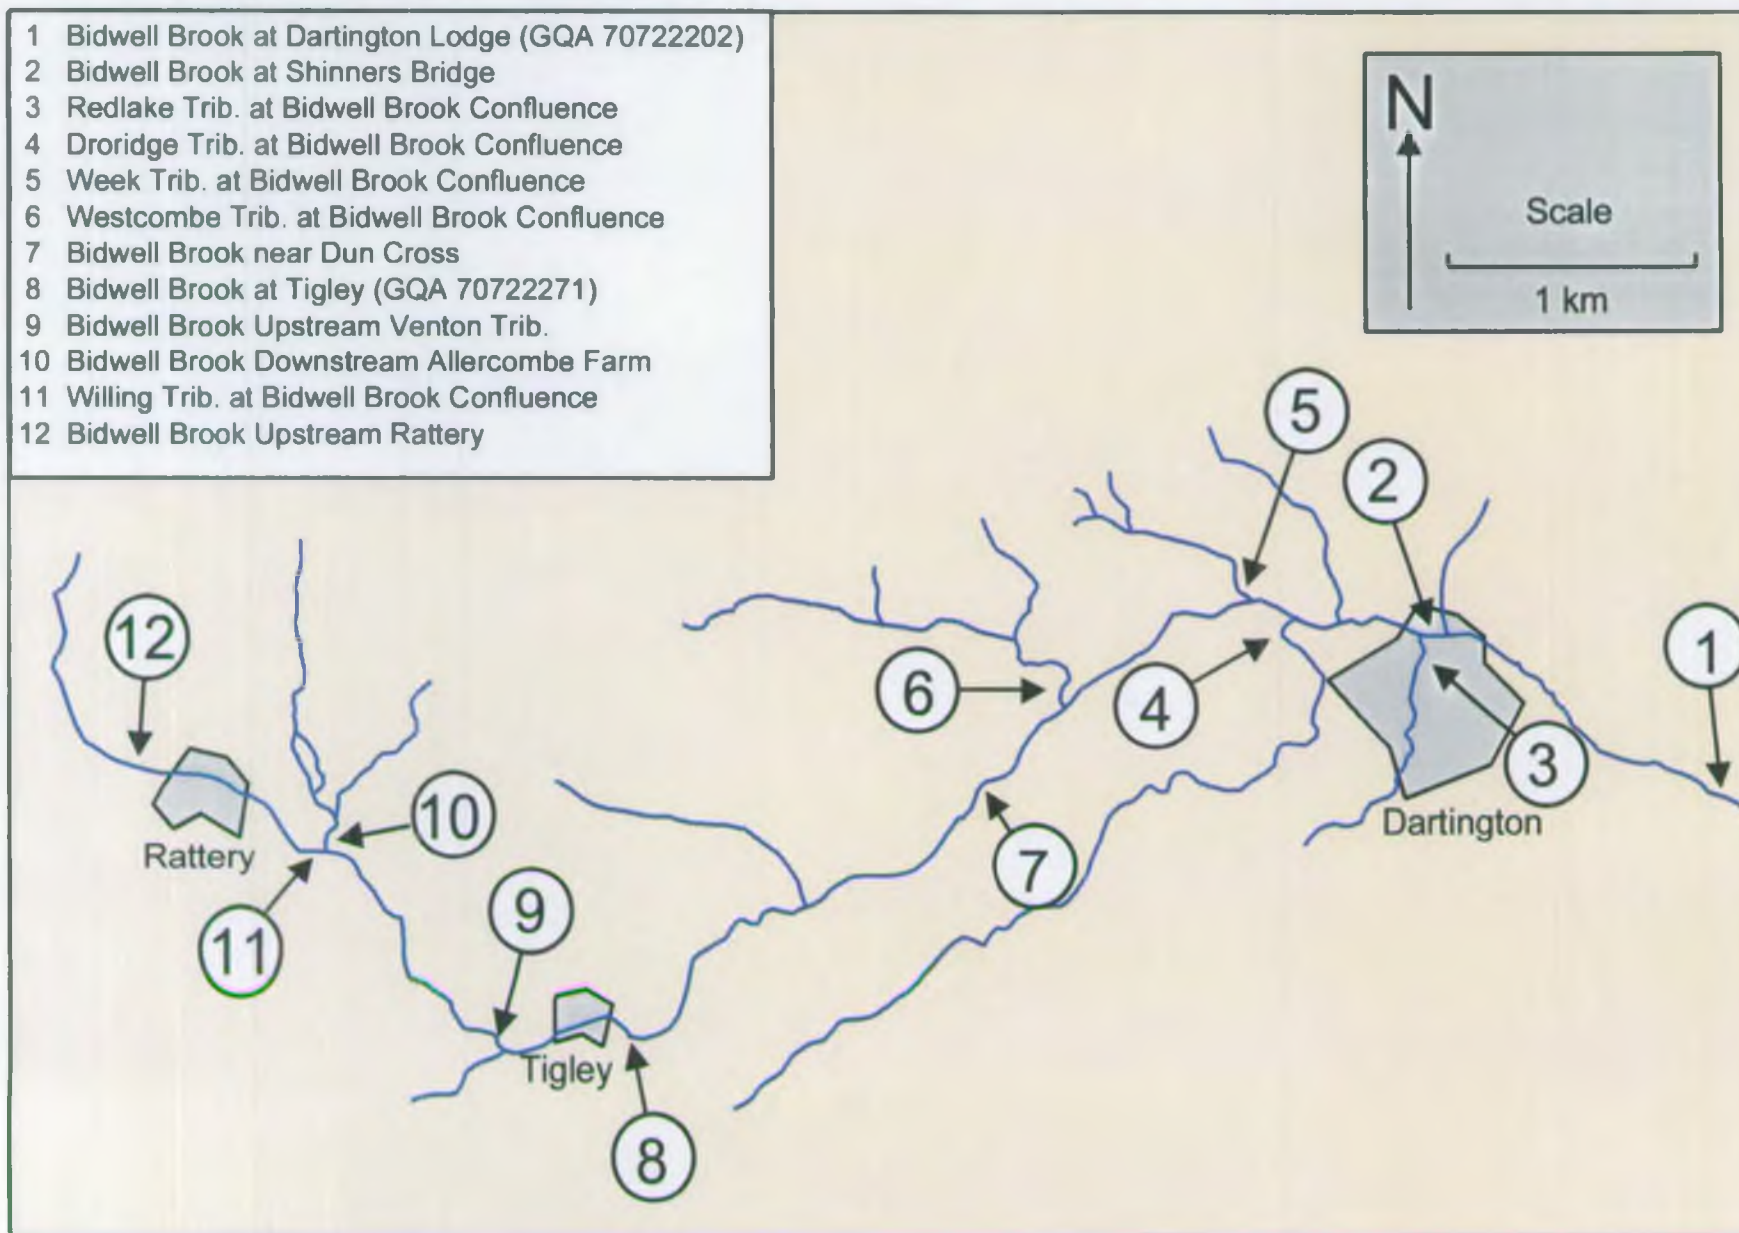 1 Bidwell Brook at Dartington Lodge (GQA 70722202)
2 Bidwell Brook at Shinners Bridge
3 Redlake Trib. at Bidwell Brook Confluence
4 Droridge Trib. at Bidwell Brook Confluence
5 Week Trib. at Bidwell Brook Confluence
6 Westcombe Trib. at Bidwell Brook Confluence
7 Bidwell Brook near Dun Cross
8 Bidwell Brook at Tigley (GQA 70722271)
9 Bidwell Brook Upstream Venton Trib.
10 Bidwell Brook Downstream Allercombe Farm
11 Willing Trib. at Bidwell Brook Confluence
12 Bidwell Brook Upstream Rattery
N
Scale
1 km
5
2
12
1
6
4
3
10
Dartington
Rattery
7
9
11
Tigley
8